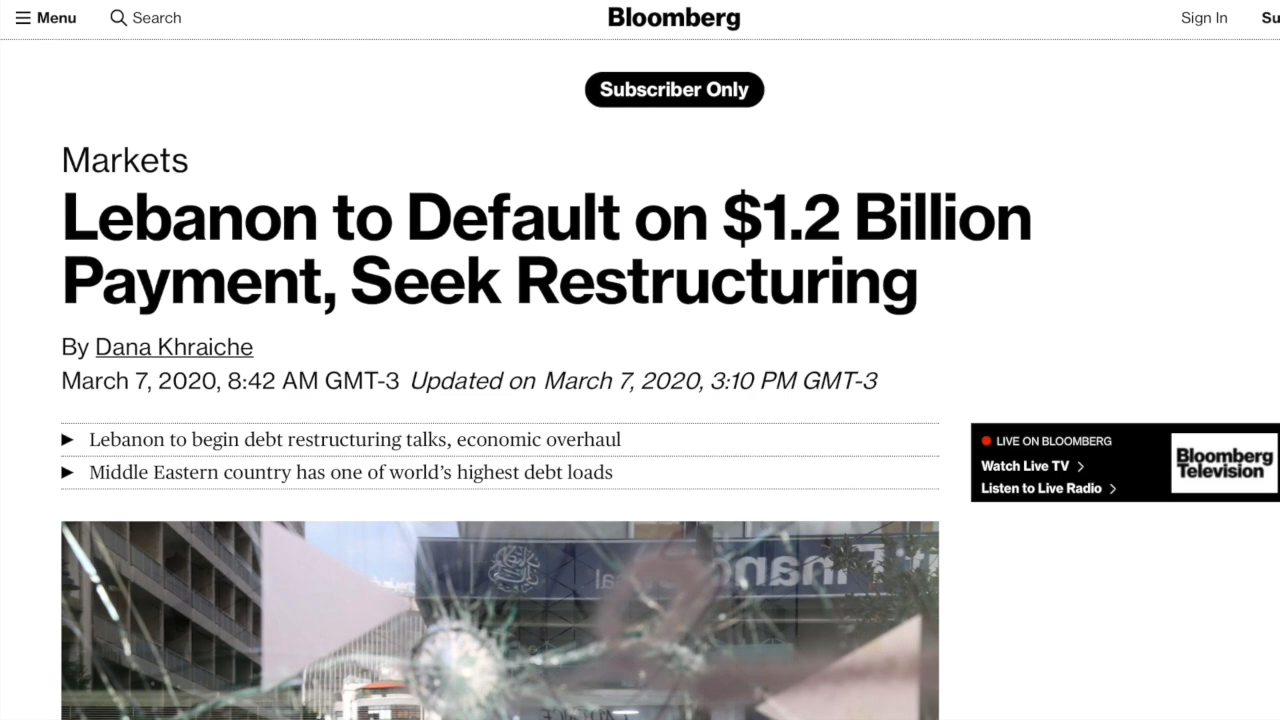 Menu
Search
Bloomberg
Sign In
Subscriber Only
Markets
Lebanon to Default on $1.2 Billion
Payment, Seek Restructuring
By Dana Khraiche
March 7, 2020, 8:42 AM GMT-3 Updated on March 7, 2020, 3:10 PM GMT-3
Lebanon to begin debt restructuring talks, economic overhaul
Middle Eastern country has one of world's highest debt loads
LIVE ON BLOOMBERG
Watch Live TV
Listen to Live Radio
Bloomberg
Television